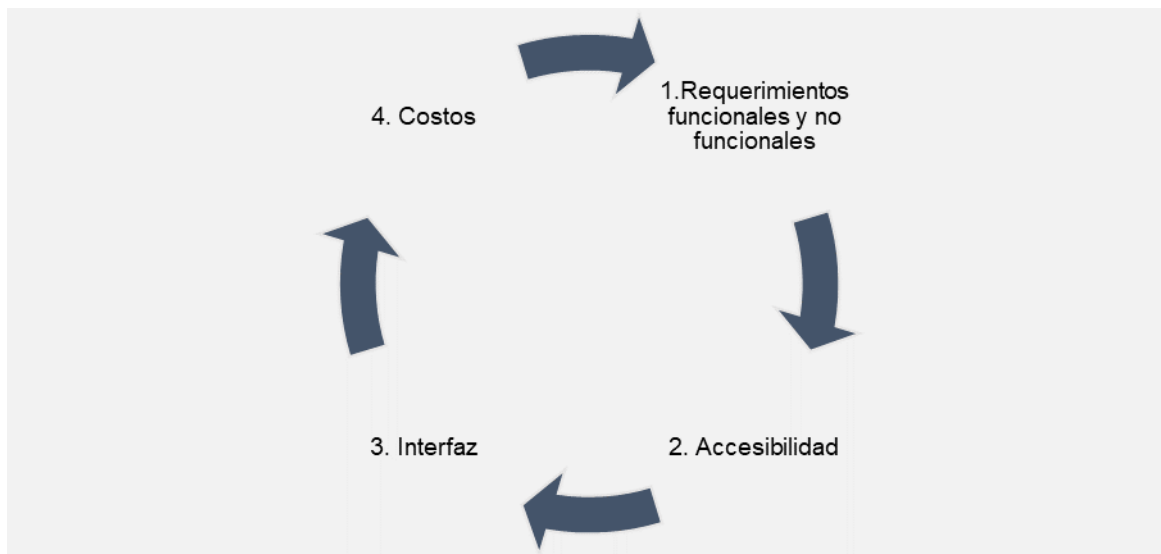 1.Requerimientos
funcionales y no
funcionales
2. Accesibilidad
3. Interfaz
4. Costos